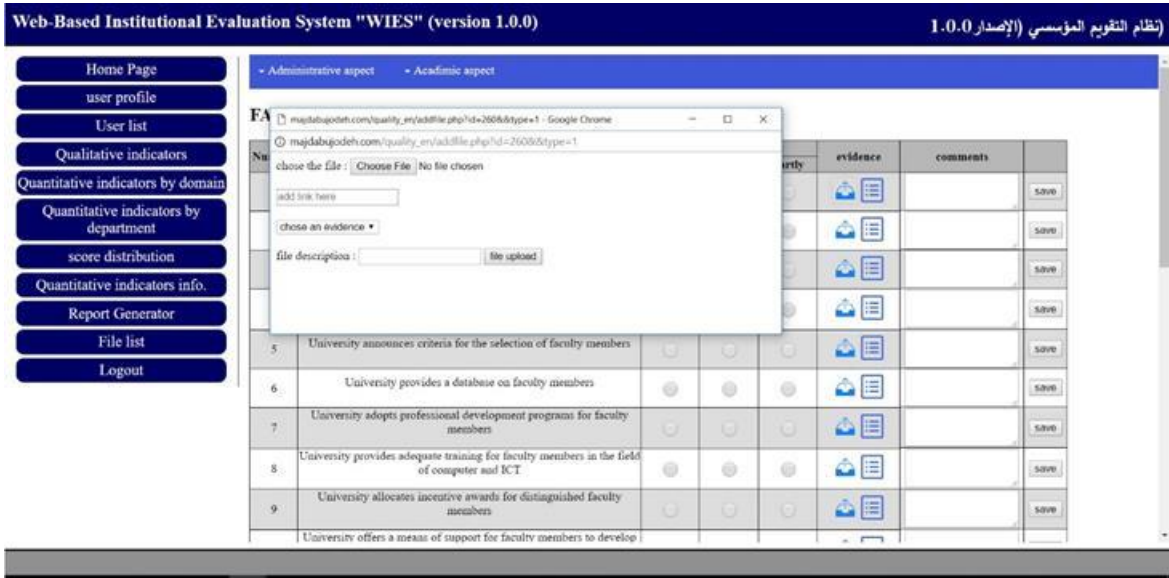 Web-Based Institutional Evaluation System "WIES" (version 1.0.0)
(نظام التقويم المؤسسي (الإصدار 1.0.0
Home Page
user profile
User list
Qualitative indicators
Quantitative indicators by domain
Quantitative indicators by
department
score distribution
Quantitative indicators info.
Report Generator
File list
Logout
Administrative aspect
Acadimic aspect
FA
majdabujodeh.com/quality_en/addfile.php?id=260&&type=1 - Google Chrome
majdabujodeh.com/quality_en/addfile.php?id=260&&type=1
chose the file : Choose File No file chosen
add link here
chose an evidence
file description : file upload
Nu
rtly
evidence
comments
save
save
save
save
5 University announces criteria for the selection of faculty members save
6 University provides a database on faculty members save
7 University adopts professional development programs for faculty
members save
8 University provides adequate training for faculty members in the field
of computer and ICT save
9 University allocates incentive awards for distinguished faculty
members save
University offers a means of support for faculty members to develop